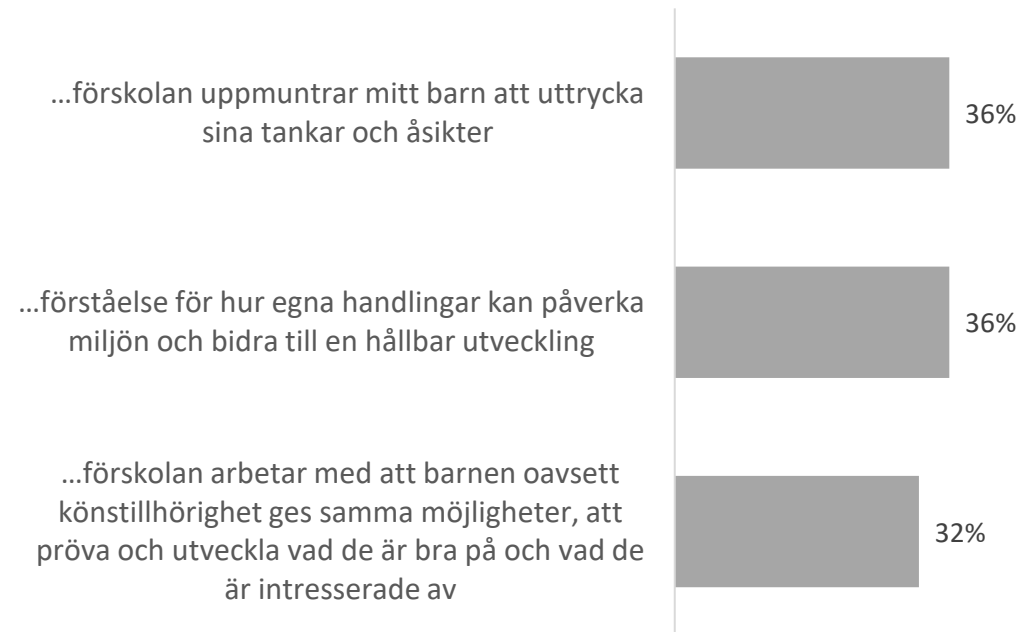 ...förskolan uppmuntrar mitt barn att uttrycka
sina tankar och åsikter
36%
...förståelse för hur egna handlingar kan påverka
miljön och bidra till en hållbar utveckling
36%
...förskolan arbetar med att barnen oavsett
könstillhörighet ges samma möjligheter, att
pröva och utveckla vad de är bra på och vad de
är intresserade av
32%